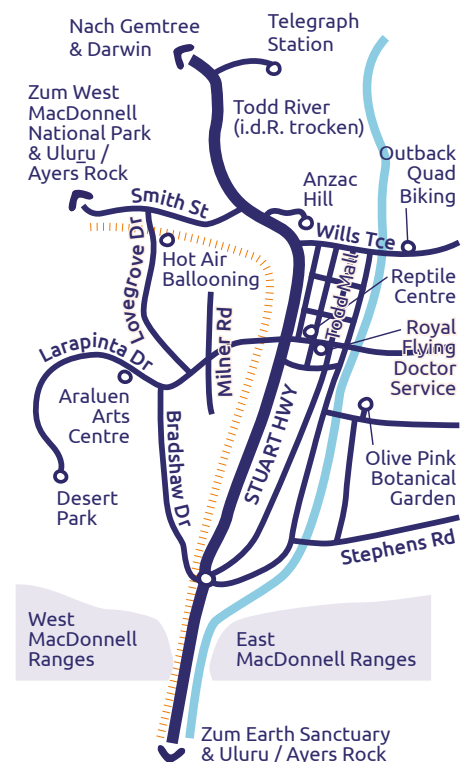 Nach Gemtree
& Darwin
Telegraph
Station
Zum West
MacDonnell
National Park
& Uluru /
Ayers Rock
Todd River
(i.d.R. trocken)
Outback
Quad
Biking
Anzac
Hill
Smith St
Wills Tce
Lovegrove Dr
Hot Air
Ballooning
Todd Mall
Reptile
Centre
Milner Rd
Royal
Flying
Doctor
Service
Larapinta Dr
Araluen
Arts
Centre
Bradshaw Dr
STUART HWY
Olive Pink
Botanical
Garden
Desert
Park
Stephens Rd
West
MacDonnell
Ranges
East
MacDonnell Ranges
Zum Earth Sanctuary
& Uluru / Ayers Rock